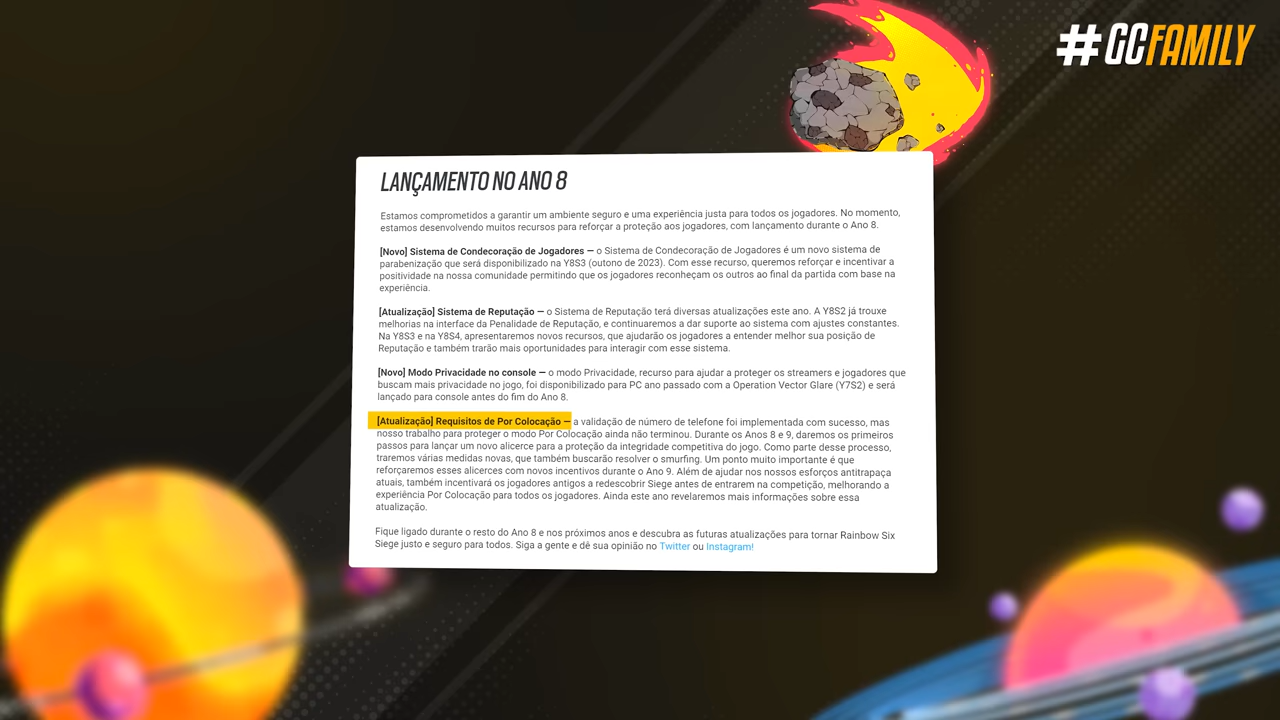 #GCFAMILY
LANÇAMENTO NO ANO 8
Estamos comprometidos a garantir um ambiente seguro e uma experiência justa para todos os jogadores. No momento,
estamos desenvolvendo muitos recursos para reforçar a proteção aos jogadores, com lançamento durante o Ano 8.
[Novo] Sistema de Condecoração de Jogadores — o Sistema de Condecoração de Jogadores é um novo sistema de
parabenização que será disponibilizado na Y8S3 (outono de 2023). Com esse recurso, queremos reforçar e incentivar a
positividade na nossa comunidade permitindo que os jogadores reconheçam os outros ao final da partida com base na
experiência.
[Atualização] Sistema de Reputação — o Sistema de Reputação terá diversas atualizações este ano. A Y8S2 já trouxe
melhorias na interface da Penalidade de Reputação, e continuaremos a dar suporte ao sistema com ajustes constantes.
Na Y8S3 e na Y8S4, apresentaremos novos recursos, que ajudarão os jogadores a entender melhor sua posição de
Reputação e também trarão mais oportunidades para interagir com esse sistema.
[Novo] Modo Privacidade no console — o modo Privacidade, recurso para ajudar a proteger os streamers e jogadores que
buscam mais privacidade no jogo, foi disponibilizado para PC ano passado com a Operation Vector Glare (Y7S2) e será
lançado para console antes do fim do Ano 8.
[Atualização] Requisitos de Por Colocação — a validação de número de telefone foi implementada com sucesso, mas
nosso trabalho para proteger o modo Por Colocação ainda não terminou. Durante os Anos 8 e 9, daremos os primeiros
passos para lançar um novo alicerce para a proteção da integridade competitiva do jogo. Como parte desse processo,
traremos várias medidas novas, que também buscarão resolver o smurfing. Um ponto muito importante é que
reforçaremos esses alicerces com novos incentivos durante o Ano 9. Além de ajudar nos nossos esforços antitrapaça
atuais, também incentivará os jogadores antigos a redescobrir Siege antes de entrarem na competição, melhorando a
experiência Por Colocação para todos os jogadores. Ainda este ano revelaremos mais informações sobre essa
atualização.
Fique ligado durante o resto do Ano 8 e nos próximos anos e descubra as futuras atualizações para tornar Rainbow Six
Siege justo e seguro para todos. Siga a gente e dê sua opinião no Twitter ou Instagram!